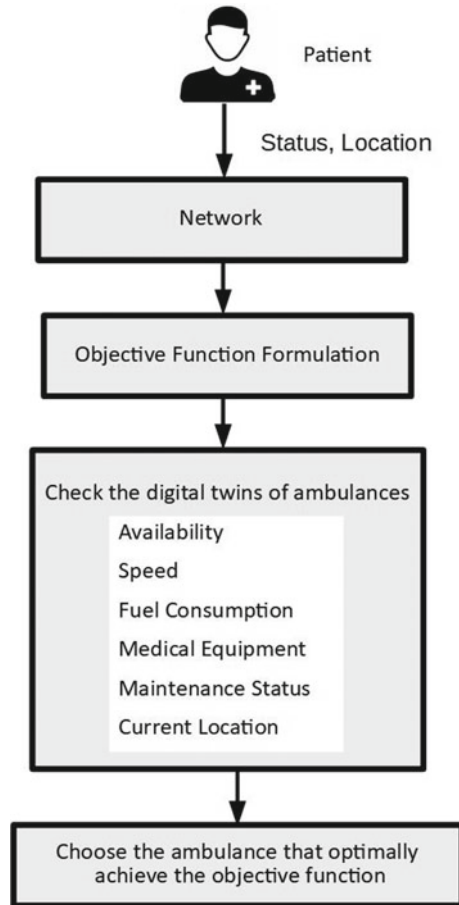 Patient
Status, Location
Network
Objective Function Formulation
Check the digital twins of ambulances
Availability
Speed
Fuel Consumption
Medical Equipment
Maintenance Status
Current Location
Choose the ambulance that optimally
achieve the objective function